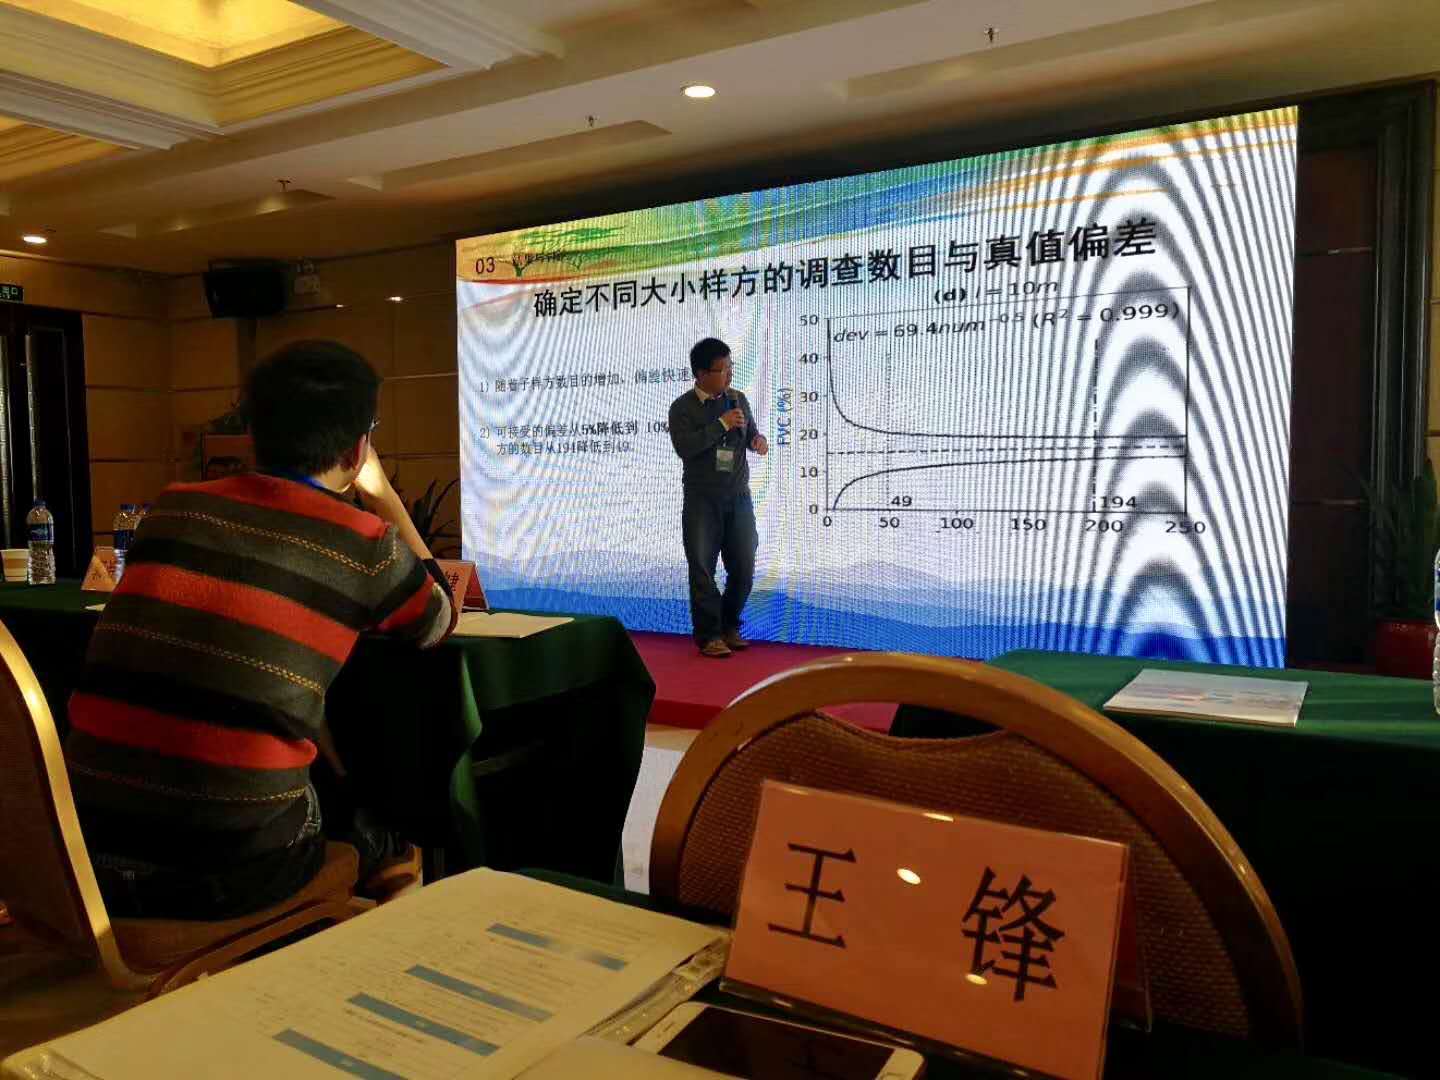 03
确定不同大小样方的调查数目与真值偏差
(d) l = 10m
dev = 69.4num⁻⁰·⁵ (R² = 0.999)
1) 随着子样方数目的增加，偏差快速
2) 可接受的偏差从5%降低到 10%
方的数目从194降低到49
FVC (%)
50
40
30
20
10
0
49
194
0 50 100 150 200 250
王 锋